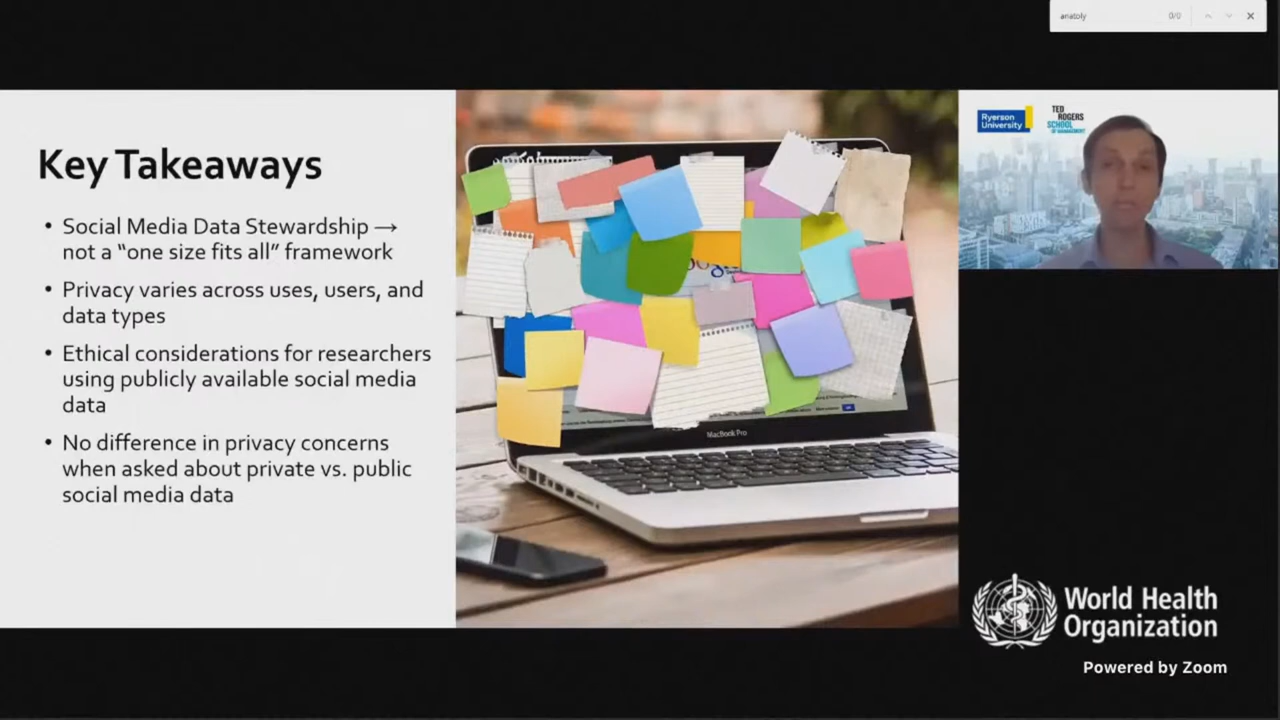 anatoly
0/0
Key Takeaways
• Social Media Data Stewardship →
not a “one size fits all” framework
• Privacy varies across uses, users, and
data types
• Ethical considerations for researchers
using publicly available social media
data
• No difference in privacy concerns
when asked about private vs. public
social media data
MacBook Pro
Ryerson
University
TED
ROGERS
SCHOOL
OF MANAGEMENT
World Health
Organization
Powered by Zoom